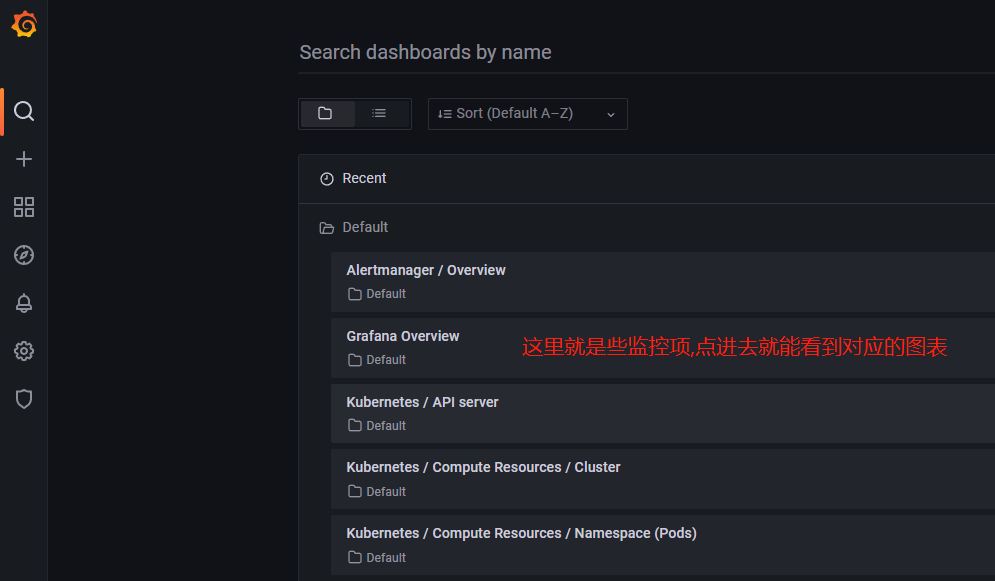 Search dashboards by name
Sort (Default A–Z)
Recent
Default
Alertmanager / Overview
Default
Grafana Overview
Default
这里就是些监控项,点进去就能看到对应的图表
Kubernetes / API server
Default
Kubernetes / Compute Resources / Cluster
Default
Kubernetes / Compute Resources / Namespace (Pods)
Default